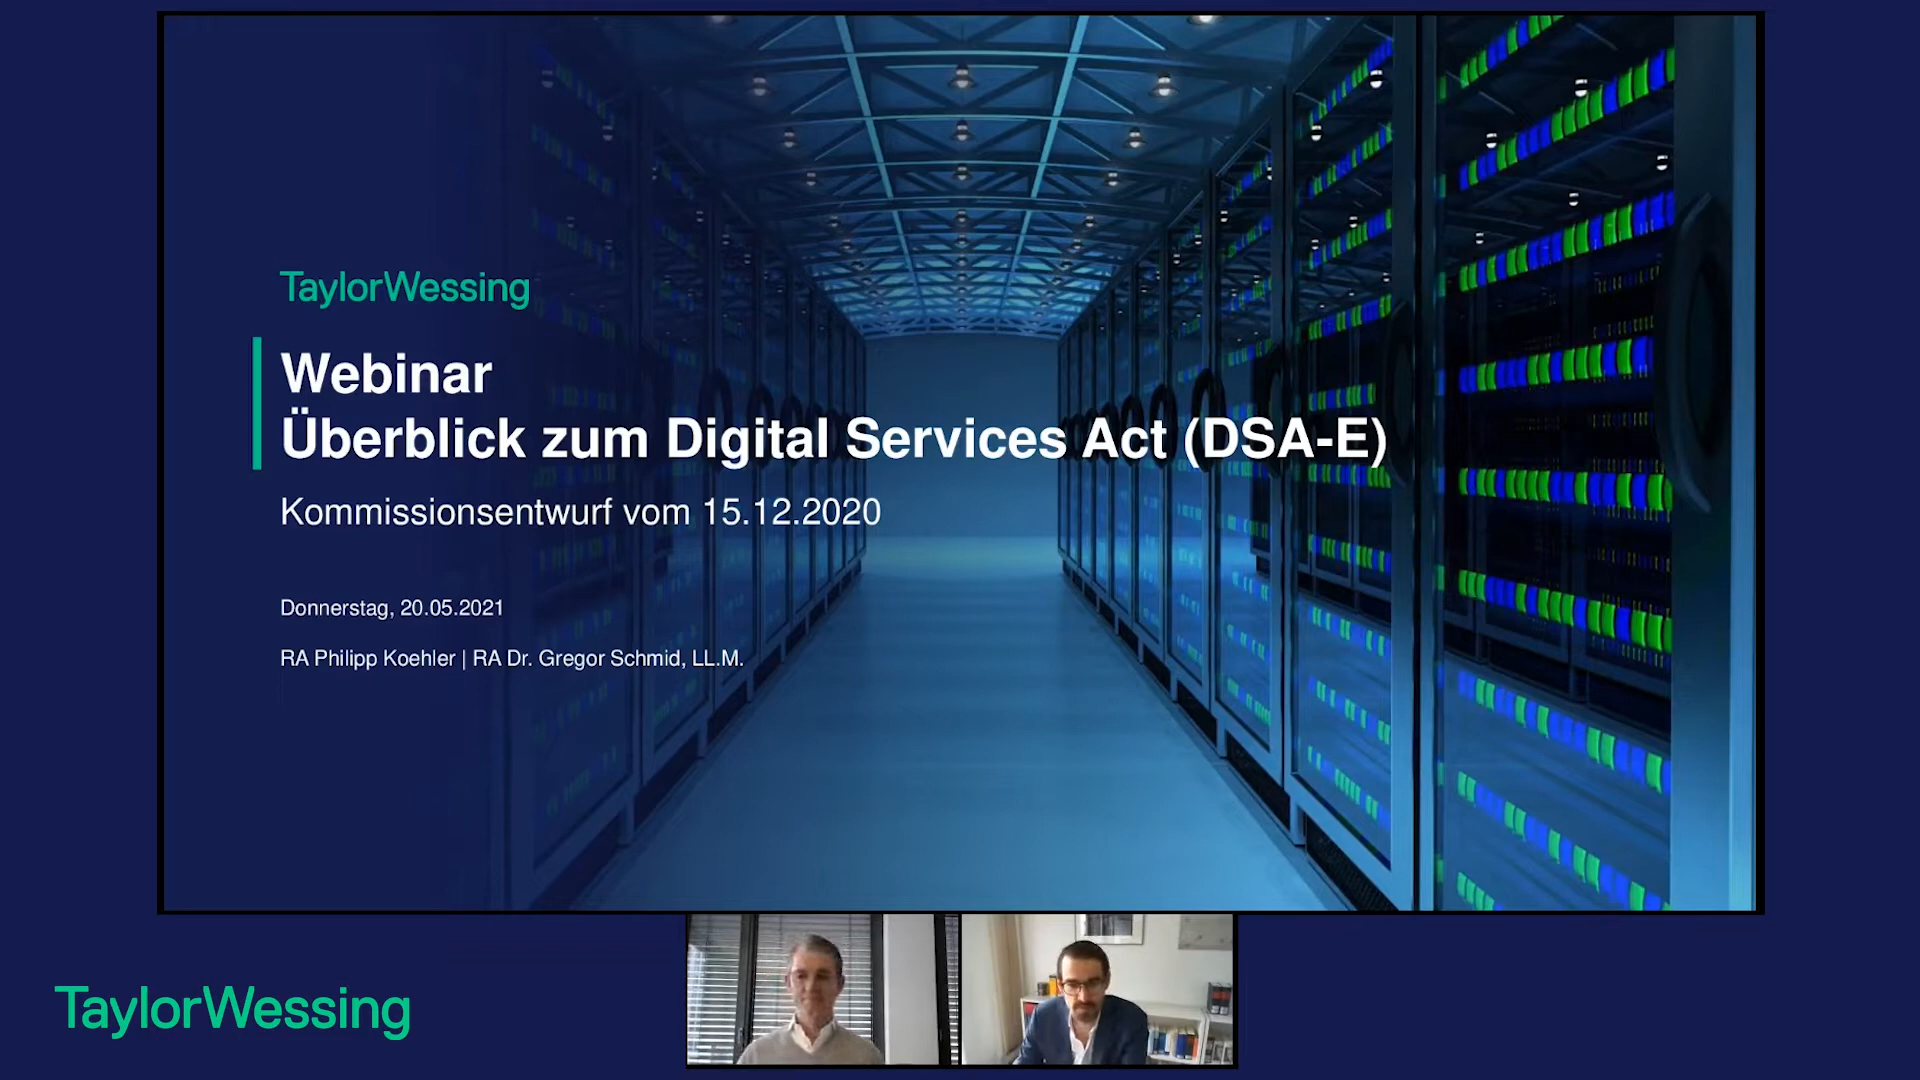 TaylorWessing
Webinar
Überblick zum Digital Services Act (DSA-E)
Kommissionsentwurf vom 15.12.2020
Donnerstag, 20.05.2021
RA Philipp Koehler | RA Dr. Gregor Schmid, LL.M.
TaylorWessing